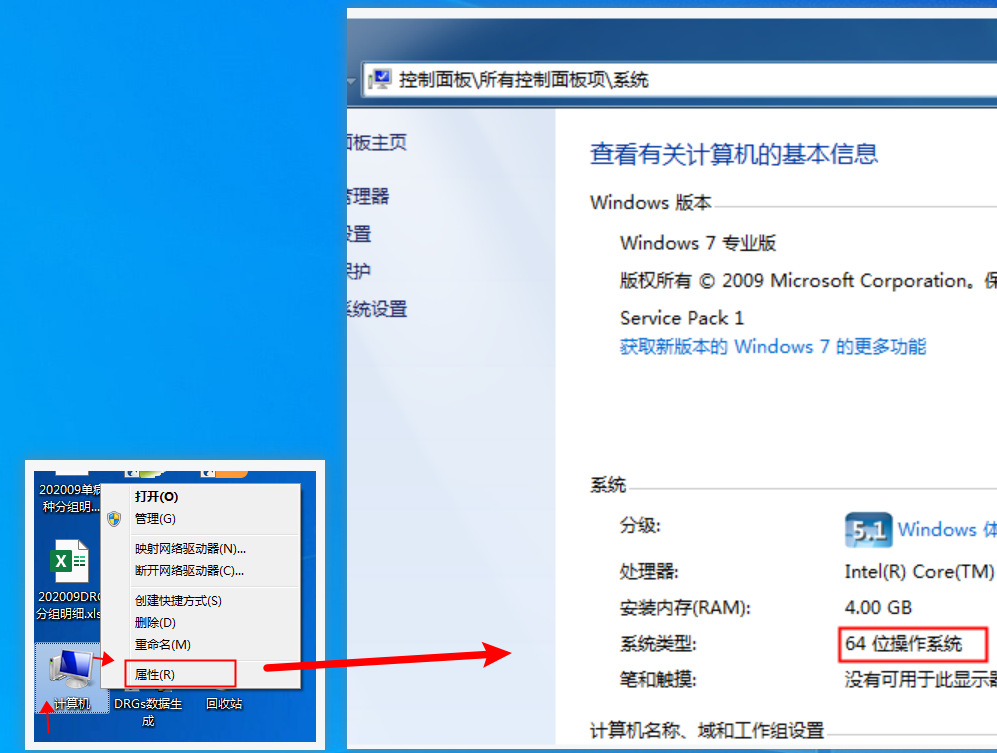 控制面板\所有控制面板项\系统
面板主页
管理器
设置
保护
系统设置
查看有关计算机的基本信息
Windows 版本
Windows 7 专业版
版权所有 © 2009 Microsoft Corporation。保
Service Pack 1
获取新版本的 Windows 7 的更多功能
系统
分级:
5.1 Windows 体
处理器:
Intel(R) Core(TM)
安装内存(RAM):
4.00 GB
系统类型:
64 位操作系统
笔和触摸:
没有可用于此显示器
计算机名称、域和工作组设置
202009单病
种分组明...
202009DRG
分组明细.xls
计算机
打开(O)
管理(G)
映射网络驱动器(N)...
断开网络驱动器(C)...
创建快捷方式(S)
删除(D)
重命名(M)
属性(R)
DRGs数据生
成
回收站